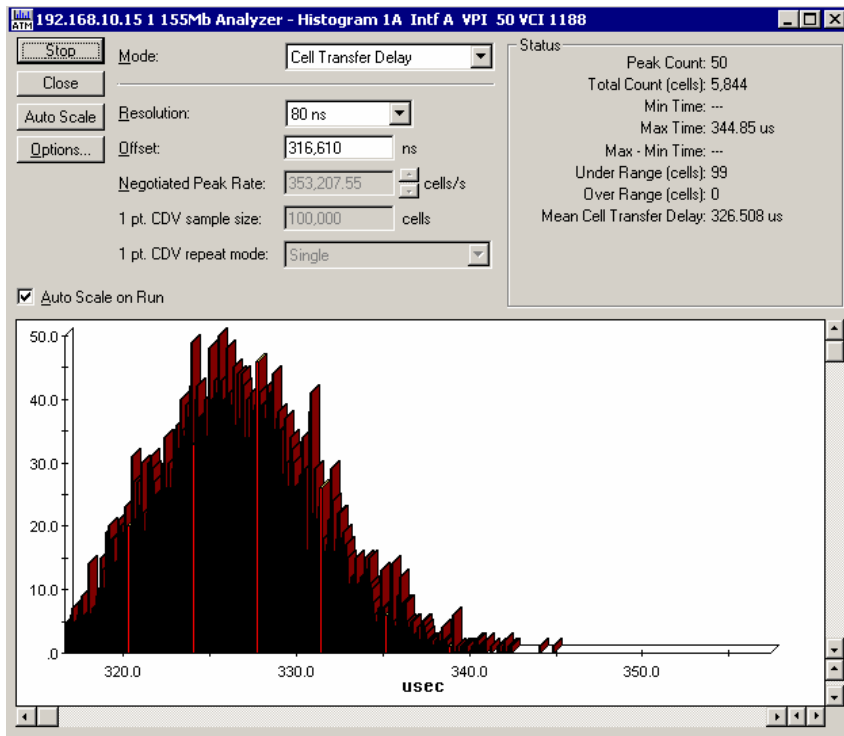 192.168.10.15 1 155Mb Analyzer - Histogram 1A Intf A VPI 50 VCI 1188
ATM
Stop
Close
Auto Scale
Options...
Mode:
Cell Transfer Delay
Resolution:
80 ns
Offset:
316,610
ns
Negotiated Peak Rate:
353,207.55
cells/s
1 pt. CDV sample size:
100,000
cells
1 pt. CDV repeat mode:
Single
Status
Peak Count: 50
Total Count (cells): 5,844
Min Time: ---
Max Time: 344.85 us
Max - Min Time: ---
Under Range (cells): 99
Over Range (cells): 0
Mean Cell Transfer Delay: 326.508 us
Auto Scale on Run
50.0
40.0
30.0
20.0
10.0
.0
320.0
330.0
340.0
350.0
usec